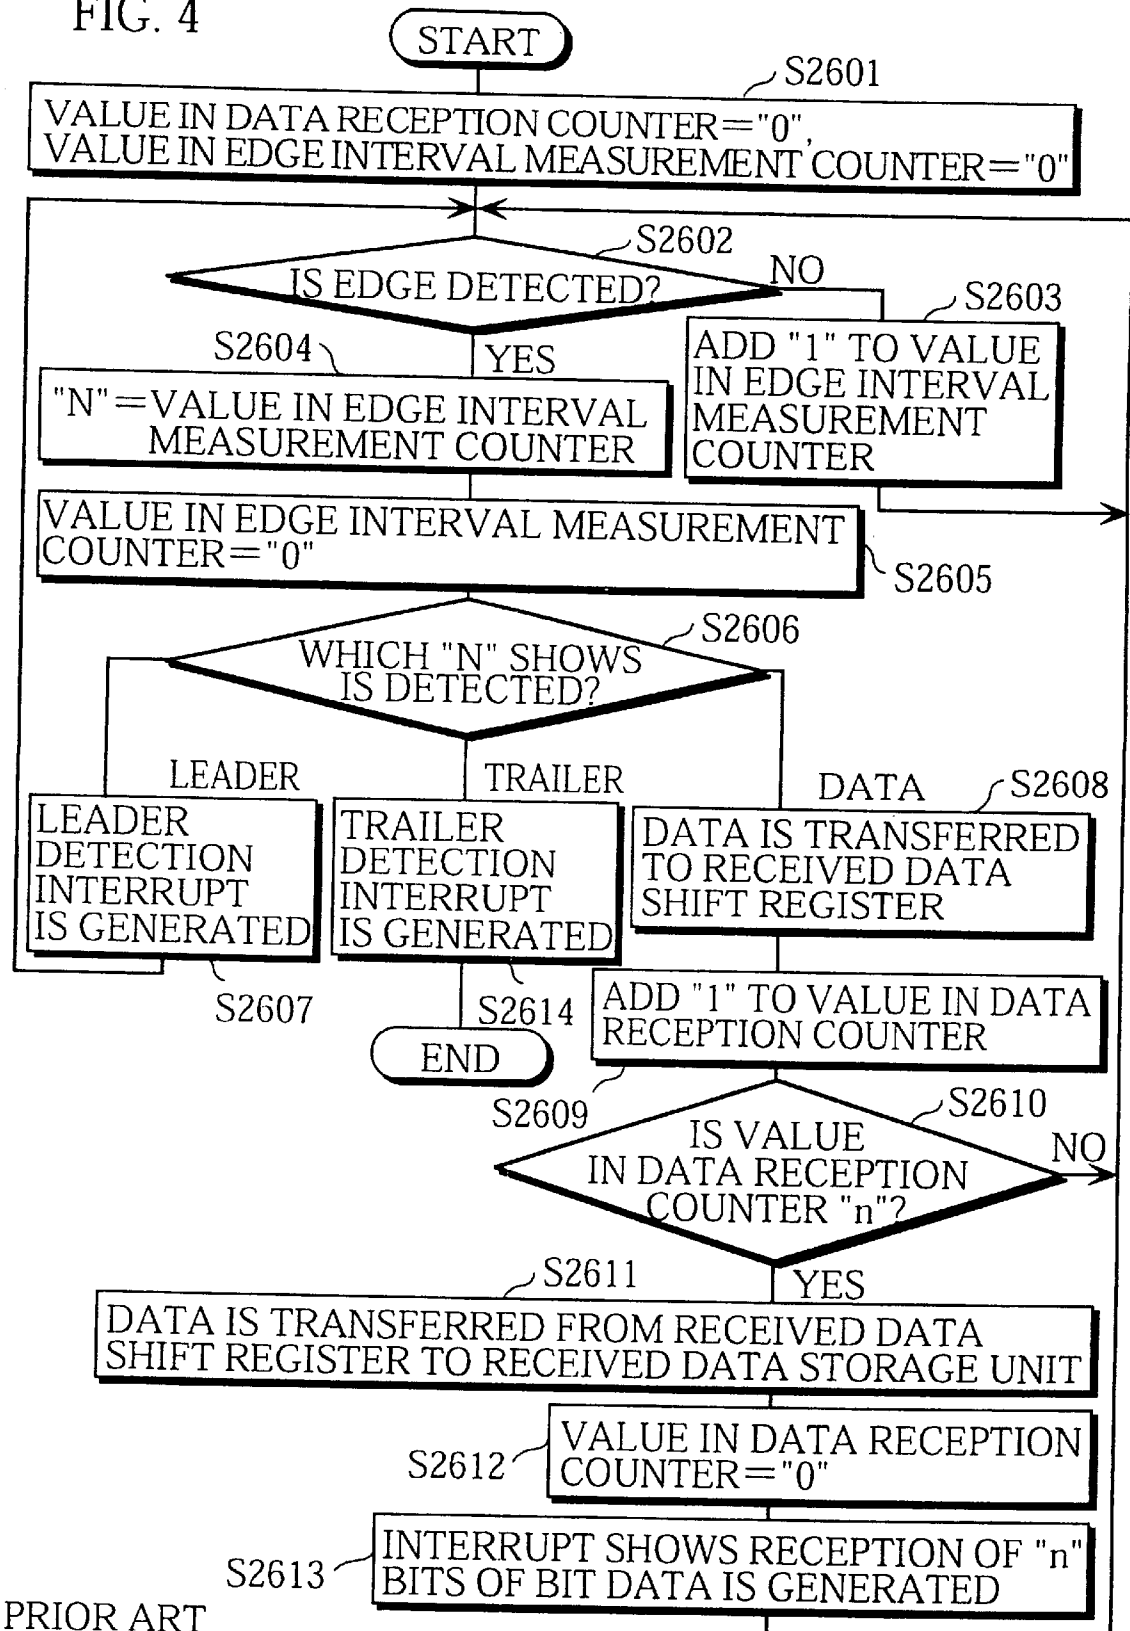 FIG. 4
START
S2601
VALUE IN DATA RECEPTION COUNTER="0",
VALUE IN EDGE INTERVAL MEASUREMENT COUNTER="0"
S2602
IS EDGE DETECTED?
NO
S2603
ADD "1" TO VALUE
IN EDGE INTERVAL
MEASUREMENT
COUNTER
S2604
YES
"N"=VALUE IN EDGE INTERVAL
MEASUREMENT COUNTER
VALUE IN EDGE INTERVAL MEASUREMENT
COUNTER="0"
S2605
S2606
WHICH "N" SHOWS
IS DETECTED?
LEADER
TRAILER
DATA
S2608
LEADER
DETECTION
INTERRUPT
IS GENERATED
S2607
TRAILER
DETECTION
INTERRUPT
IS GENERATED
S2614
END
DATA IS TRANSFERRED
TO RECEIVED DATA
SHIFT REGISTER
ADD "1" TO VALUE IN DATA
RECEPTION COUNTER
S2609
S2610
IS VALUE
IN DATA RECEPTION
COUNTER "n"?
NO
YES
S2611
DATA IS TRANSFERRED FROM RECEIVED DATA
SHIFT REGISTER TO RECEIVED DATA STORAGE UNIT
S2612
VALUE IN DATA RECEPTION
COUNTER="0"
S2613
INTERRUPT SHOWS RECEPTION OF "n"
BITS OF BIT DATA IS GENERATED
PRIOR ART